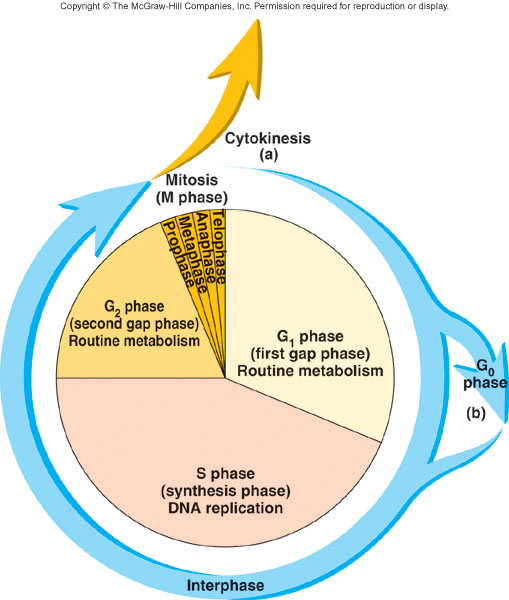 Copyright © The McGraw-Hill Companies, Inc. Permission required for reproduction or display.
Cytokinesis
(a)
Mitosis
(M phase)
Prophase
Metaphase
Anaphase
Telophase
G2 phase
(second gap phase)
Routine metabolism
G1 phase
(first gap phase)
Routine metabolism
G0
phase
(b)
S phase
(synthesis phase)
DNA replication
Interphase